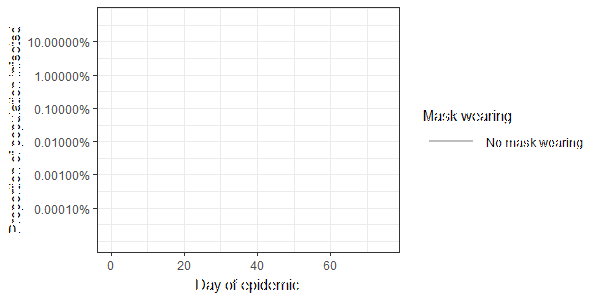 Proportion of population infected
10.00000%
1.00000%
0.10000%
0.01000%
0.00100%
0.00010%
0
20
40
60
Day of epidemic
Mask wearing
No mask wearing